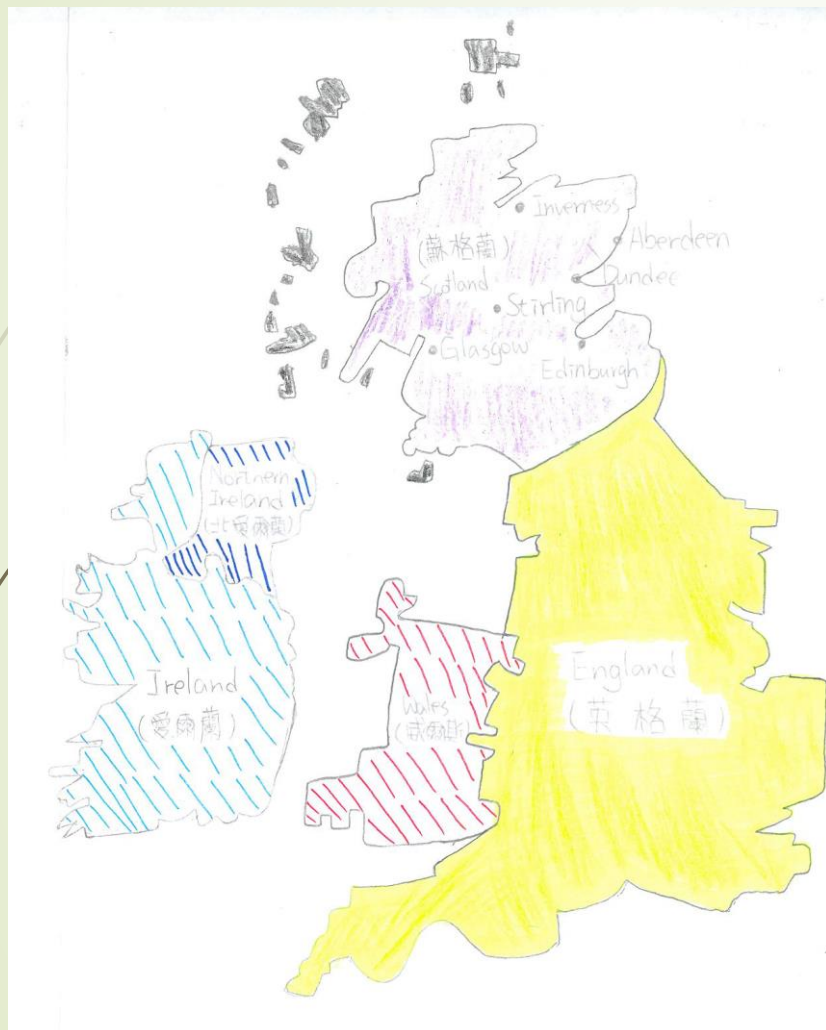 Inverness
(蘇格蘭)
Aberdeen
Scotland
Dundee
Stirling
Glasgow
Edinburgh
Northern
Ireland
(北愛爾蘭)
Ireland
(愛爾蘭)
England
(英格蘭)
Wales
(威爾斯)